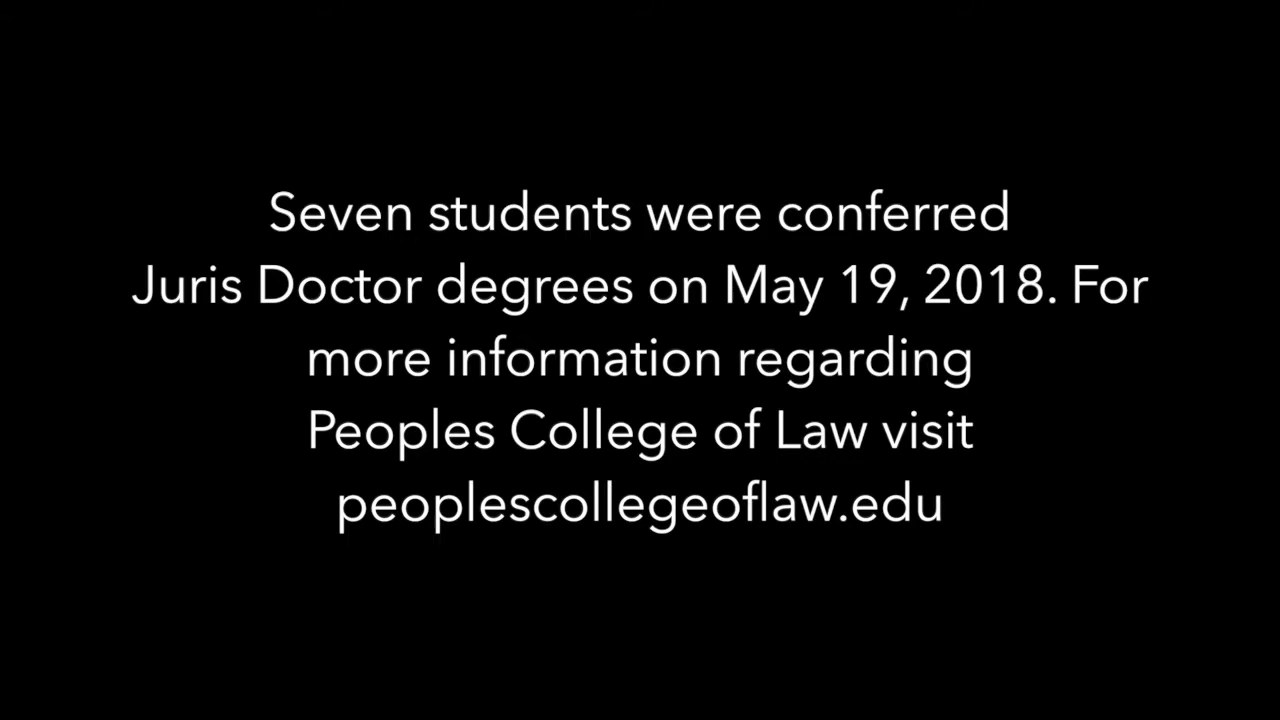 Seven students were conferred
Juris Doctor degrees on May 19, 2018. For
more information regarding
Peoples College of Law visit
peoplescollegeoflaw.edu